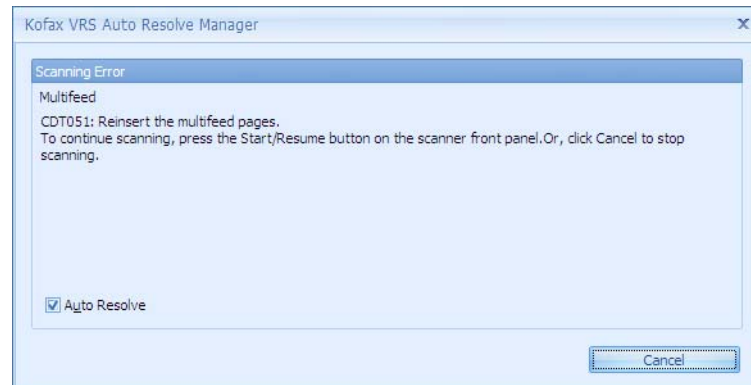 Kofax VRS Auto Resolve Manager
Scanning Error
Multifeed
CDT051: Reinsert the multifeed pages.
To continue scanning, press the Start/Resume button on the scanner front panel.Or, click Cancel to stop
scanning.
Auto Resolve
Cancel